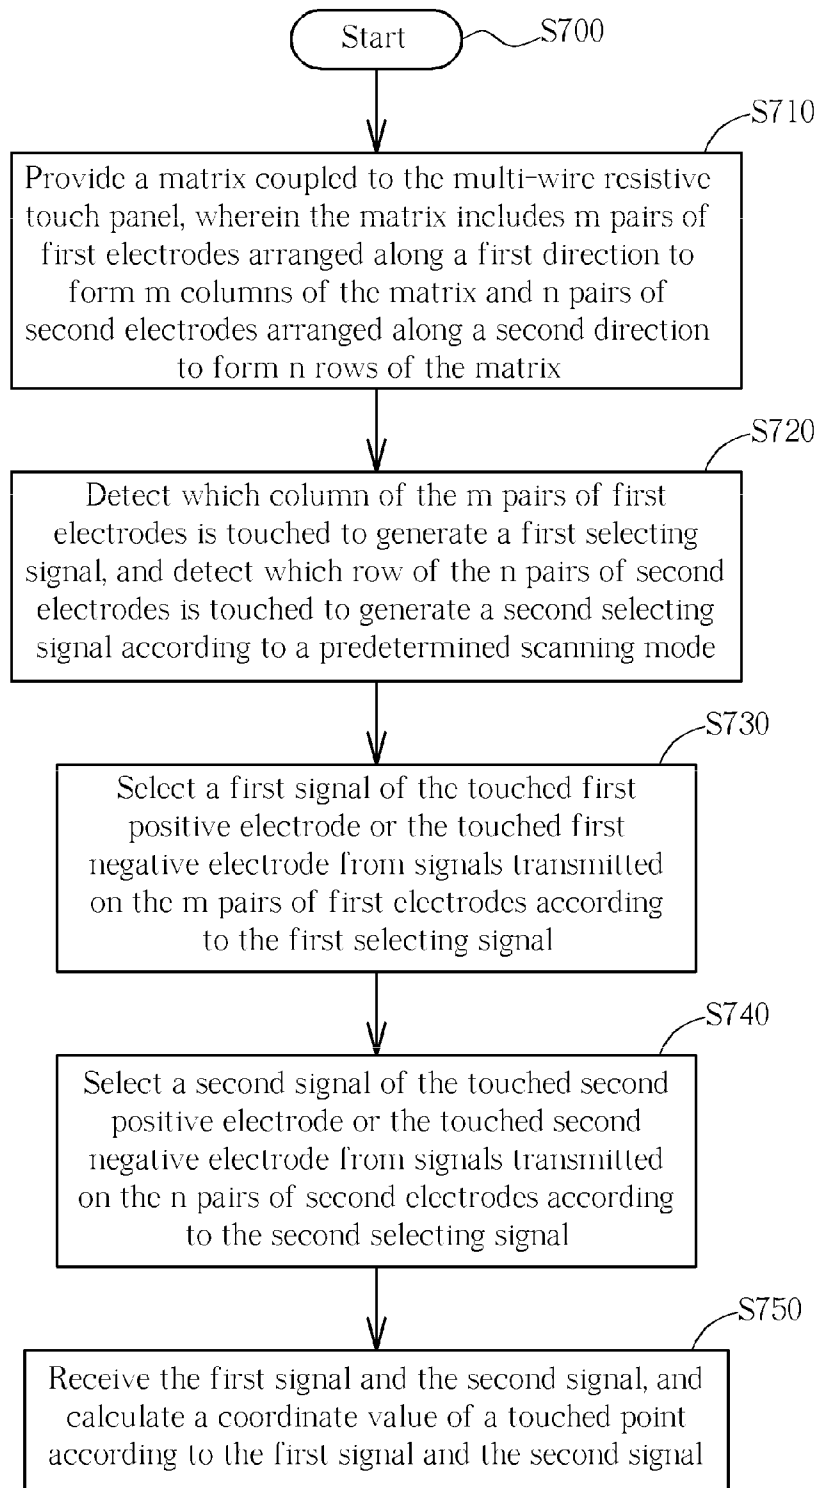 Start
S700
S710
Provide a matrix coupled to the multi-wire resistive
touch panel, wherein the matrix includes m pairs of
first electrodes arranged along a first direction to
form m columns of the matrix and n pairs of
second electrodes arranged along a second direction
to form n rows of the matrix
S720
Detect which column of the m pairs of first
electrodes is touched to generate a first selecting
signal, and detect which row of the n pairs of second
electrodes is touched to generate a second selecting
signal according to a predetermined scanning mode
S730
Select a first signal of the touched first
positive electrode or the touched first
negative electrode from signals transmitted
on the m pairs of first electrodes according
to the first selecting signal
S740
Select a second signal of the touched second
positive electrode or the touched second
negative electrode from signals transmitted
on the n pairs of second electrodes according
to the second selecting signal
S750
Receive the first signal and the second signal, and
calculate a coordinate value of a touched point
according to the first signal and the second signal